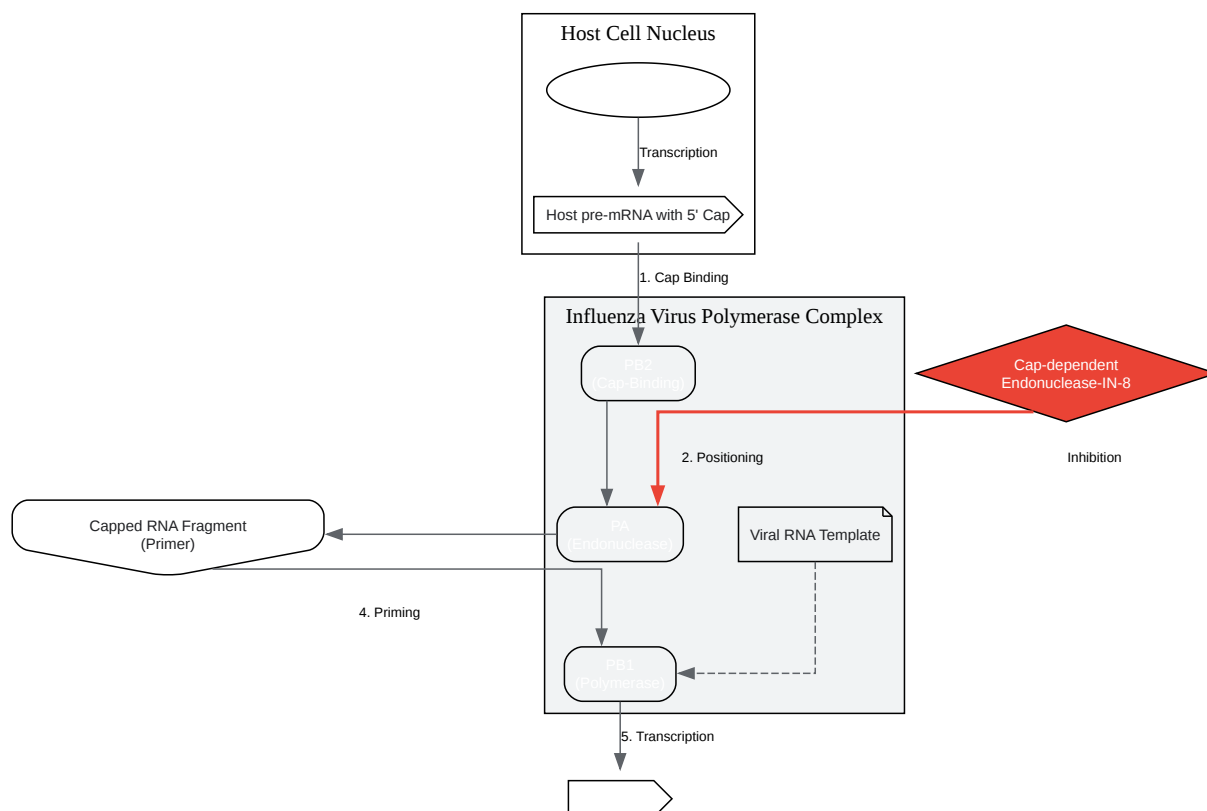 Host Cell Nucleus
Transcription
Host pre-mRNA with 5' Cap
1. Cap Binding
Influenza Virus Polymerase Complex
PB2
(Cap-Binding)
Cap-dependent
Endonuclease-IN-8
2. Positioning
Inhibition
Capped RNA Fragment
(Primer)
PA
(Endonuclease)
Viral RNA Template
4. Priming
PB1
(Polymerase)
5. Transcription